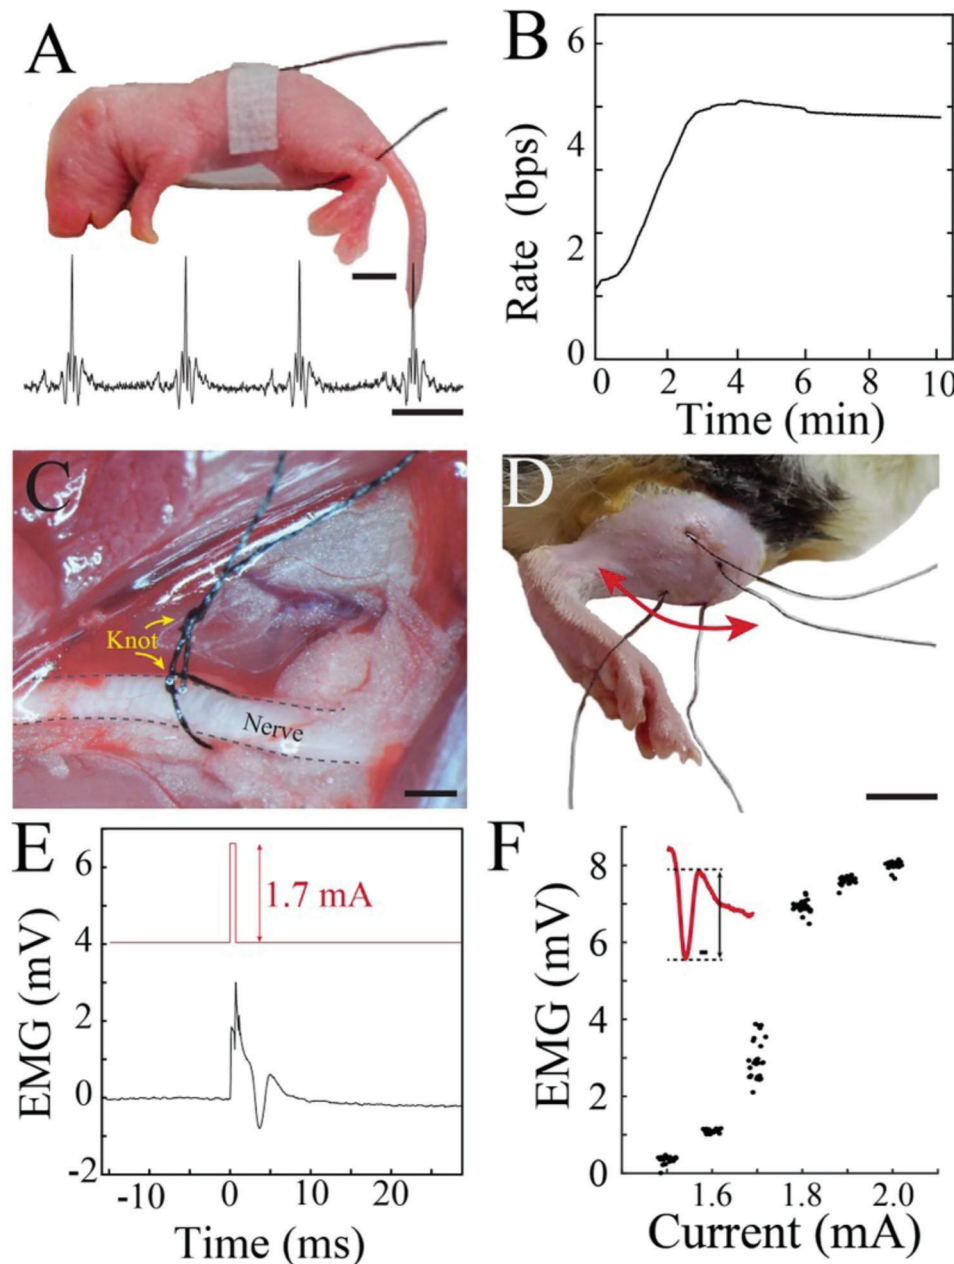 A
B
6
4
2
0
Rate (bps)
0 2 4 6 8 10
Time (min)
C
Knot
Nerve
D
E
6
4
2
0
-2
EMG (mV)
1.7 mA
-10 0 10 20
Time (ms)
F
8
6
4
2
0
EMG (mV)
1.6 1.8 2.0
Current (mA)